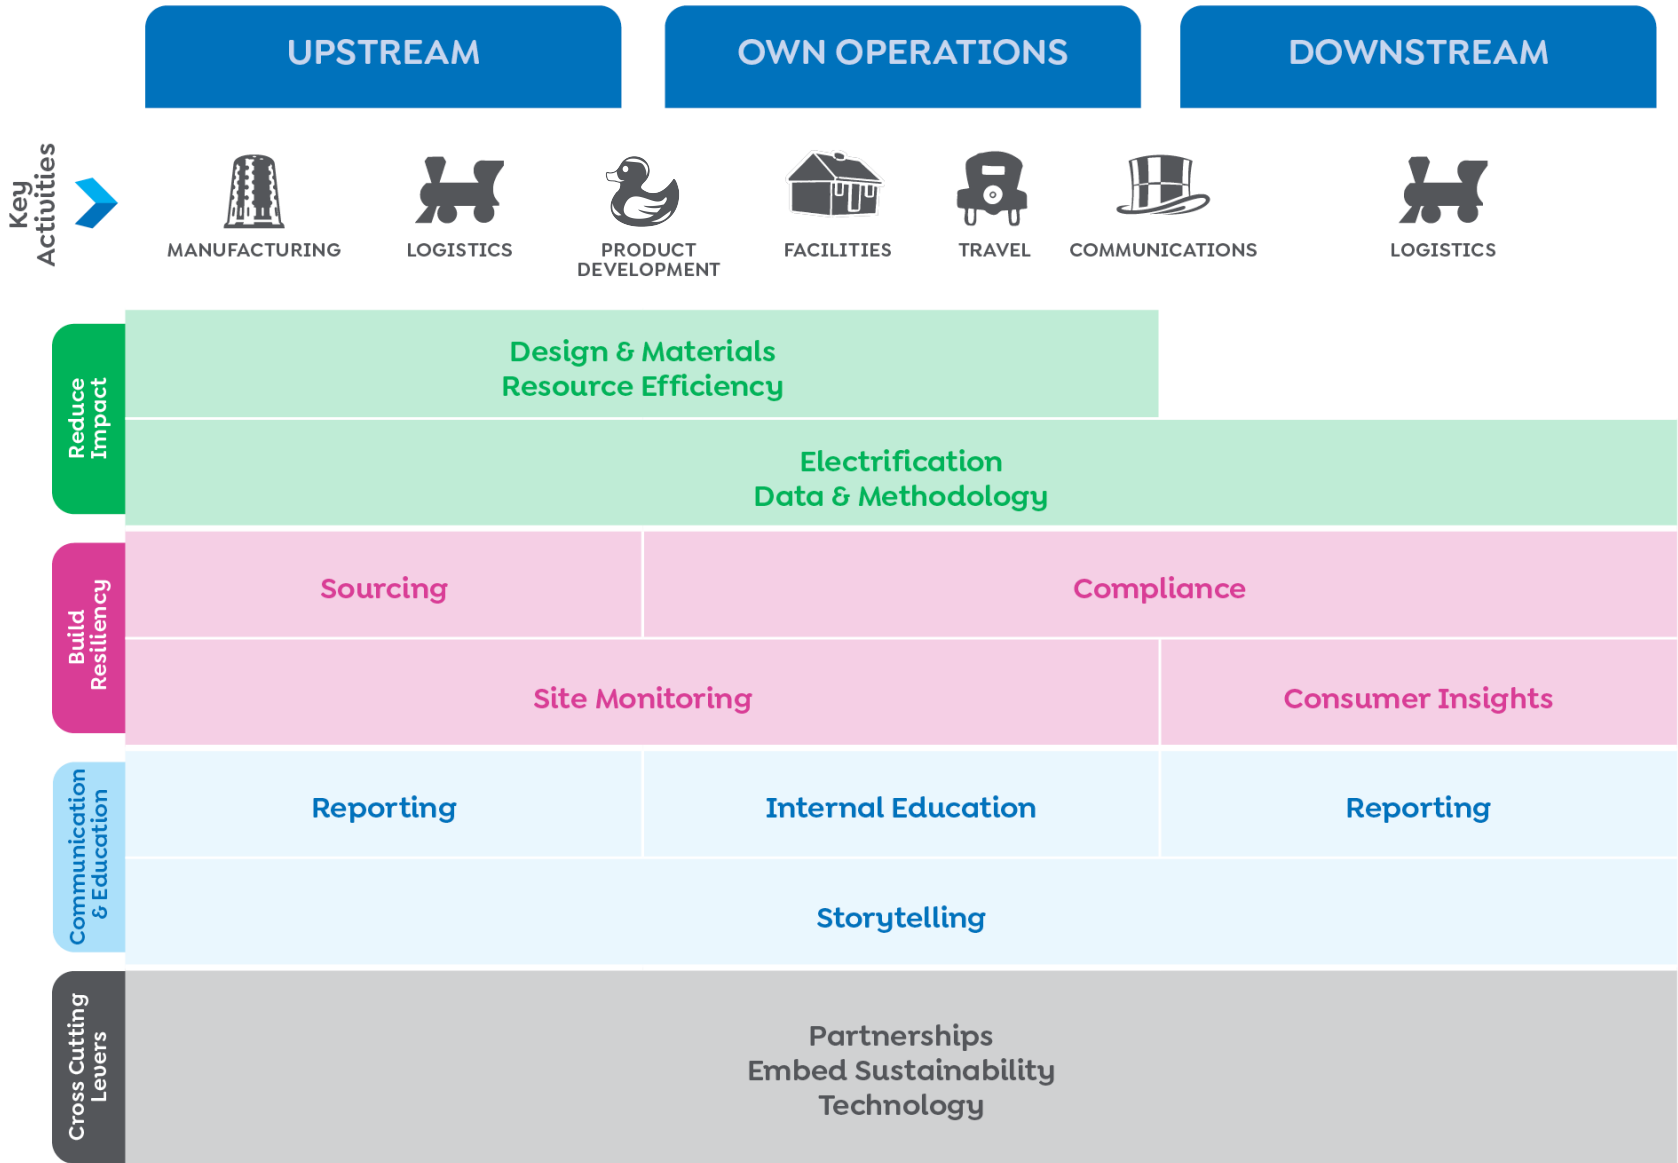 UPSTREAM
OWN OPERATIONS
DOWNSTREAM
Key
Activities
MANUFACTURING
LOGISTICS
PRODUCT
DEVELOPMENT
FACILITIES
TRAVEL
COMMUNICATIONS
LOGISTICS
Reduce
Impact
Design & Materials
Resource Efficiency
Electrification
Data & Methodology
Build
Resiliency
Sourcing
Compliance
Site Monitoring
Consumer Insights
Communication
& Education
Reporting
Internal Education
Reporting
Storytelling
Cross Cutting
Levers
Partnerships
Embed Sustainability
Technology